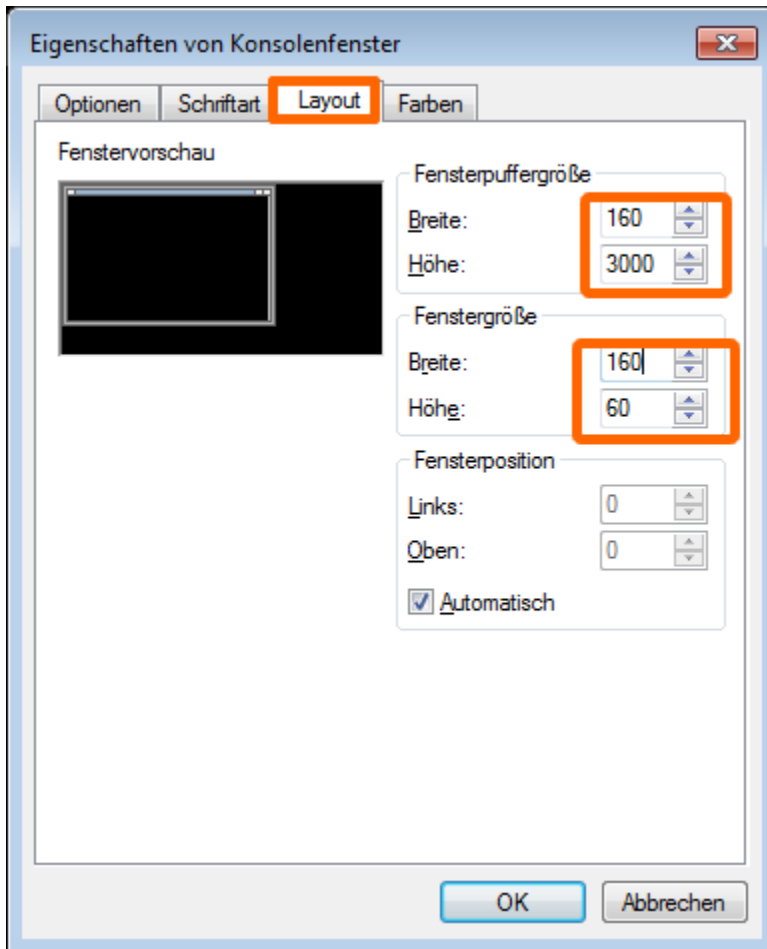 Eigenschaften von Konsolenfenster
Optionen Schriftart Layout Farben
Fenstervorschau
Fensterpuffergröße
Breite: 160
Höhe: 3000
Fenstergröße
Breite: 160
Höhe: 60
Fensterposition
Links: 0
Oben: 0
Automatisch
OK Abbrechen